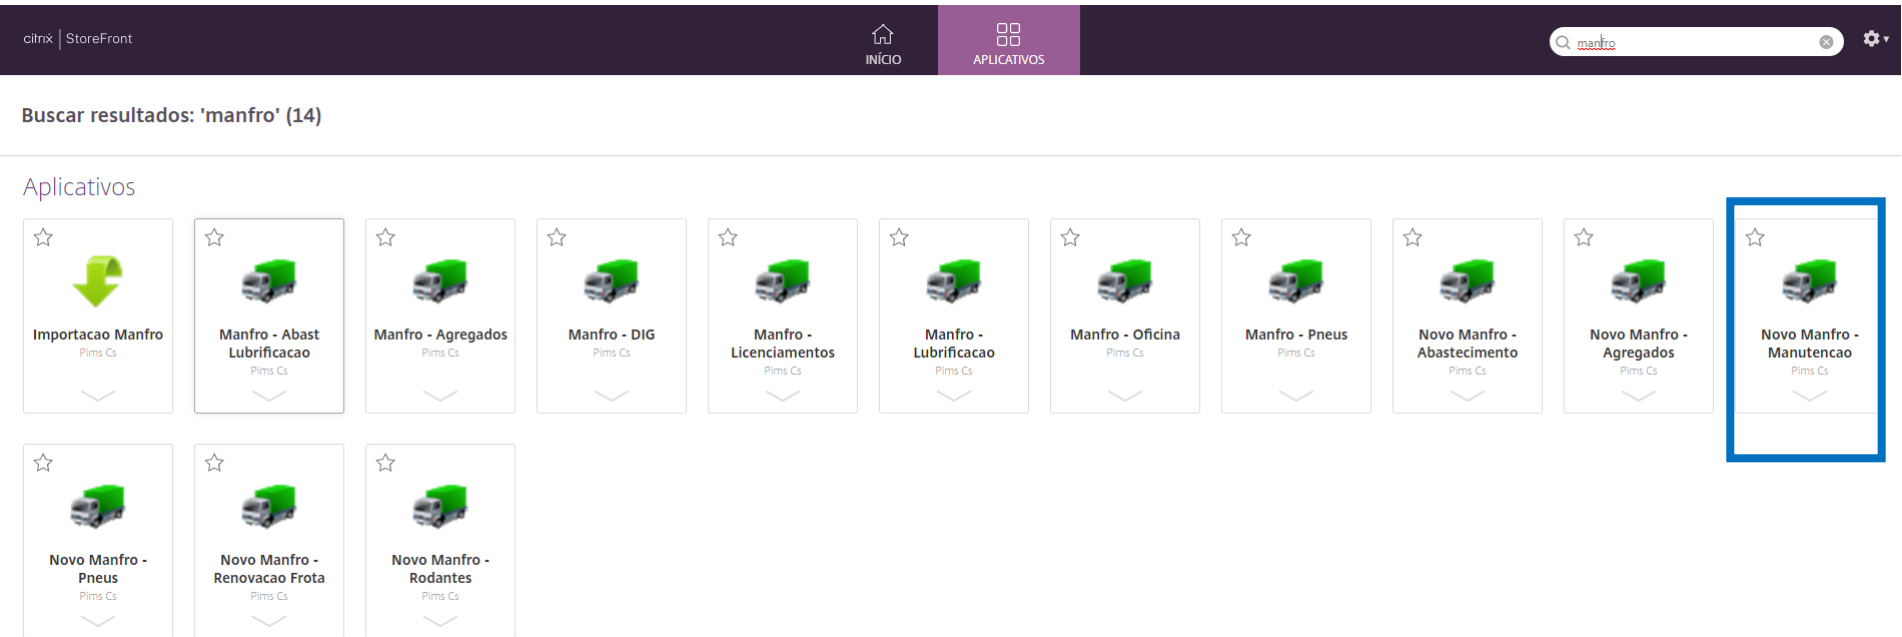 citrix | StoreFront
INÍCIO
APLICATIVOS
manfro
Buscar resultados: 'manfro' (14)
Aplicativos
Importacao Manfro
Pims Cs
Manfro - Abast
Lubrificacao
Pims Cs
Manfro - Agregados
Pims Cs
Manfro - DIG
Pims Cs
Manfro -
Licenciamentos
Pims Cs
Manfro -
Lubrificacao
Pims Cs
Manfro - Oficina
Pims Cs
Manfro - Pneus
Pims Cs
Novo Manfro -
Abastecimento
Pims Cs
Novo Manfro -
Agregados
Pims Cs
Novo Manfro -
Manutencao
Pims Cs
Novo Manfro -
Pneus
Pims Cs
Novo Manfro -
Renovacao Frota
Pims Cs
Novo Manfro -
Rodantes
Pims Cs